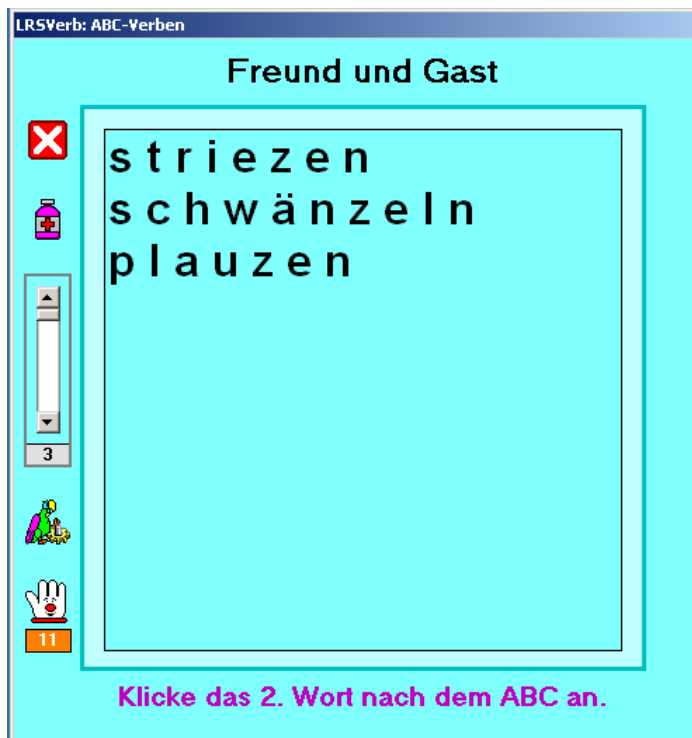 LRSVerb: ABC-Verben
Freund und Gast
s t r i e z e n
s c h w ä n z e l n
p l a u z e n
3
11
Klicke das 2. Wort nach dem ABC an.